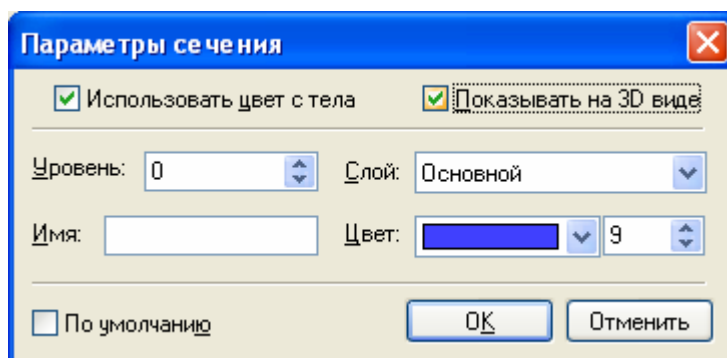 Параметры сечения
Использовать цвет с тела Показывать на 3D виде
Уровень: 0 Слой: Основной
Имя: Цвет: 9
По умолчанию OK Отменить